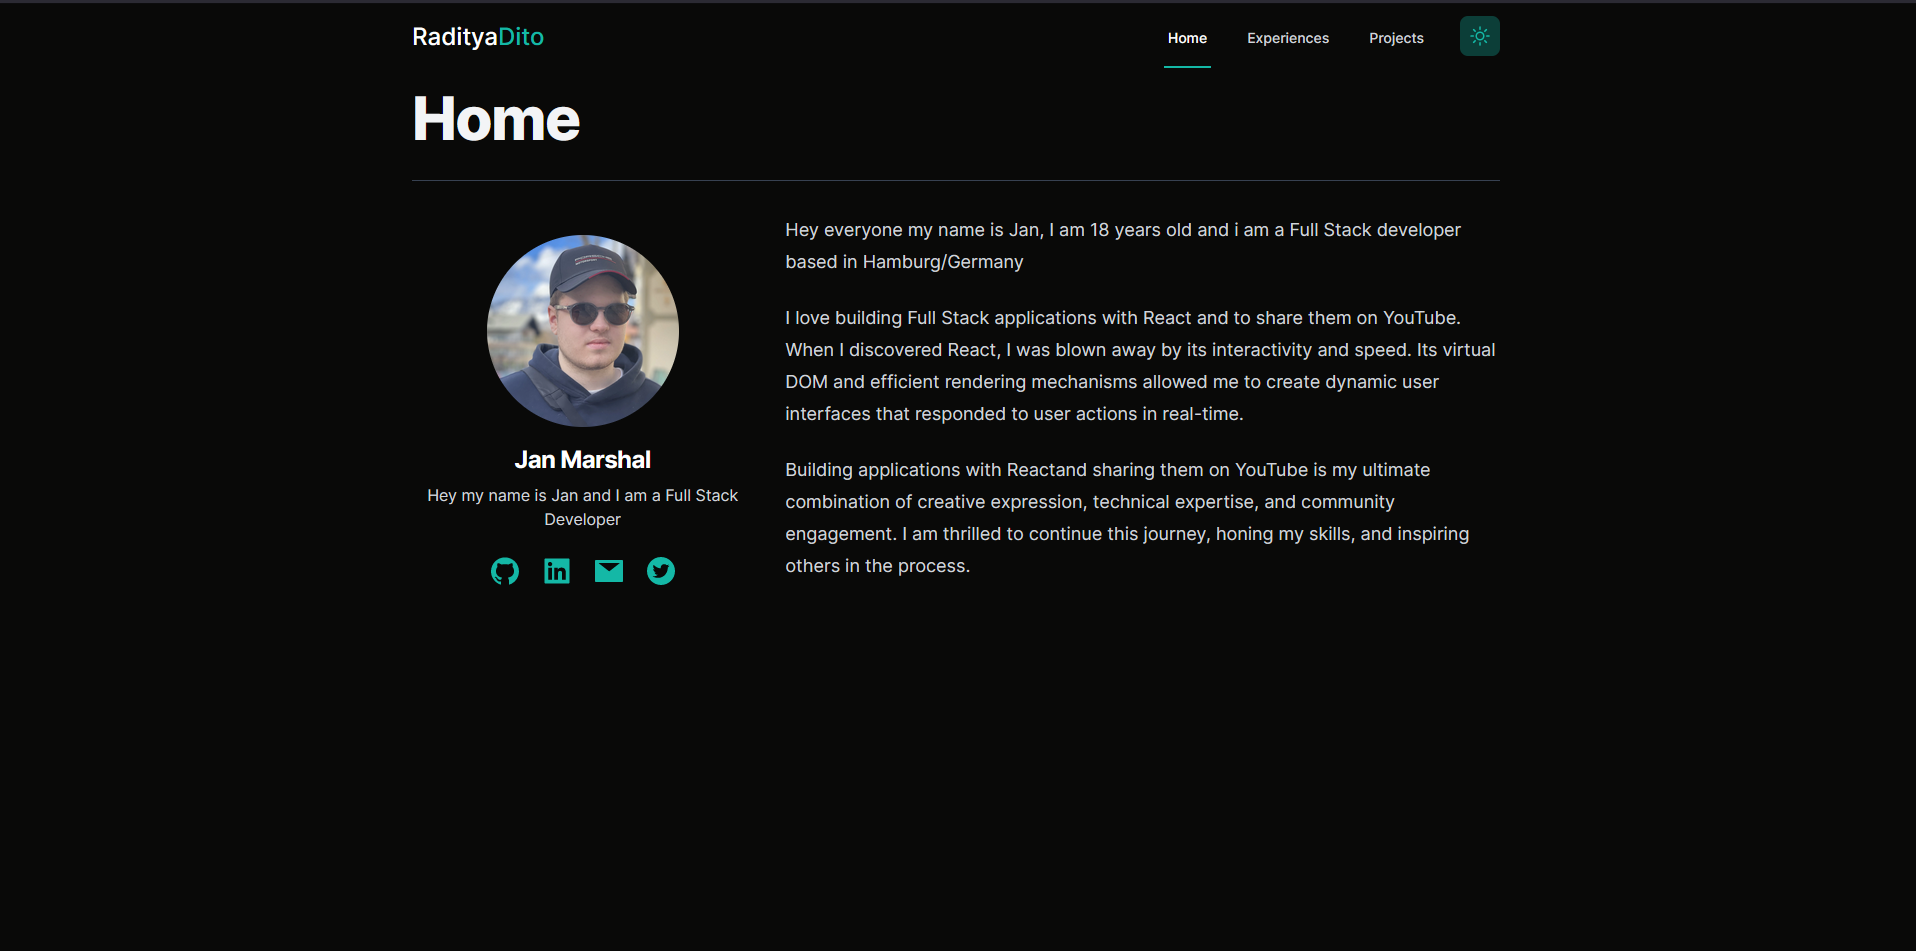 RadityaDito
Home
Experiences
Projects
Home
Hey everyone my name is Jan, I am 18 years old and i am a Full Stack developer
based in Hamburg/Germany
I love building Full Stack applications with React and to share them on YouTube.
When I discovered React, I was blown away by its interactivity and speed. Its virtual
DOM and efficient rendering mechanisms allowed me to create dynamic user
interfaces that responded to user actions in real-time.
Building applications with Reactand sharing them on YouTube is my ultimate
combination of creative expression, technical expertise, and community
engagement. I am thrilled to continue this journey, honing my skills, and inspiring
others in the process.
Jan Marshal
Hey my name is Jan and I am a Full Stack
Developer
in